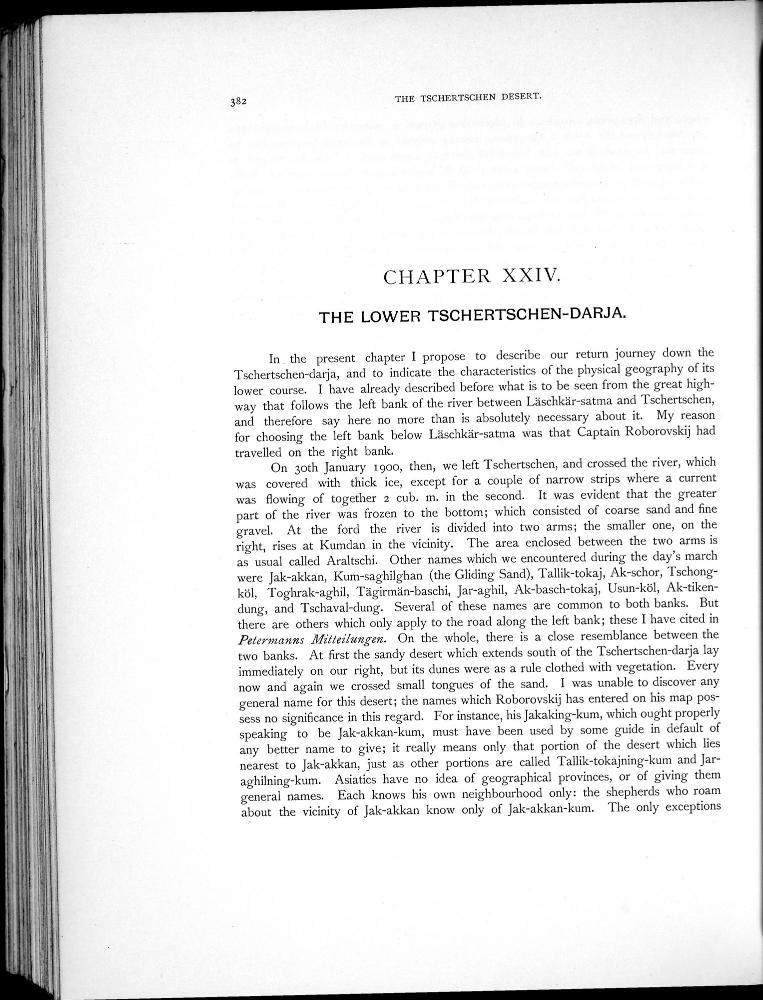 382
THE TSCHERTSCHEN DESERT.
CHAPTER XXIV.
THE LOWER TSCHERTSCHEN-DARJA.
In the present chapter I propose to describe our return journey down the
Tschertschen-darja, and to indicate the characteristics of the physical geography of its
lower course. I have already described before what is to be seen from the great high-
way that follows the left bank of the river between Läschkär-satma and Tschertschen,
and therefore say here no more than is absolutely necessary about it. My reason
for choosing the left bank below Läschkär-satma was that Captain Roborovskij had
travelled on the right bank.
On 30th January 1900, then, we left Tschertschen, and crossed the river, which
was covered with thick ice, except for a couple of narrow strips where a current
was flowing of together 2 cub. m. in the second. It was evident that the greater
part of the river was frozen to the bottom; which consisted of coarse sand and fine
gravel. At the ford the river is divided into two arms; the smaller one, on the
right, rises at Kumdan in the vicinity. The area enclosed between the two arms is
as usual called Araltschi. Other names which we encountered during the day's march
were Jak-akkan, Kum-saghilghan (the Gliding Sand), Tallik-tokaj, Ak-schor, Tschong-
köl, Toghrak-aghil, Tägirmän-baschi, Jar-aghil, Ak-basch-tokaj, Usun-köl, Ak-tiken-
dung, and Tschaval-dung. Several of these names are common to both banks. But
there are others which only apply to the road along the left bank; these I have cited in
Petermanns Mitteilungen. On the whole, there is a close resemblance between the
two banks. At first the sandy desert which extends south of the Tschertschen-darja lay
immediately on our right, but its dunes were as a rule clothed with vegetation. Every
now and again we crossed small tongues of the sand. I was unable to discover any
general name for this desert; the names which Roborovskij has entered on his map pos-
sess no significance in this regard. For instance, his Jakaking-kum, which ought properly
speaking to be Jak-akkan-kum, must have been used by some guide in default of
any better name to give; it really means only that portion of the desert which lies
nearest to Jak-akkan, just as other portions are called Tallik-tokajning-kum and Jar-
aghilning-kum. Asiatics have no idea of geographical provinces, or of giving them
general names. Each knows his own neighbourhood only: the shepherds who roam
about the vicinity of Jak-akkan know only of Jak-akkan-kum. The only exceptions